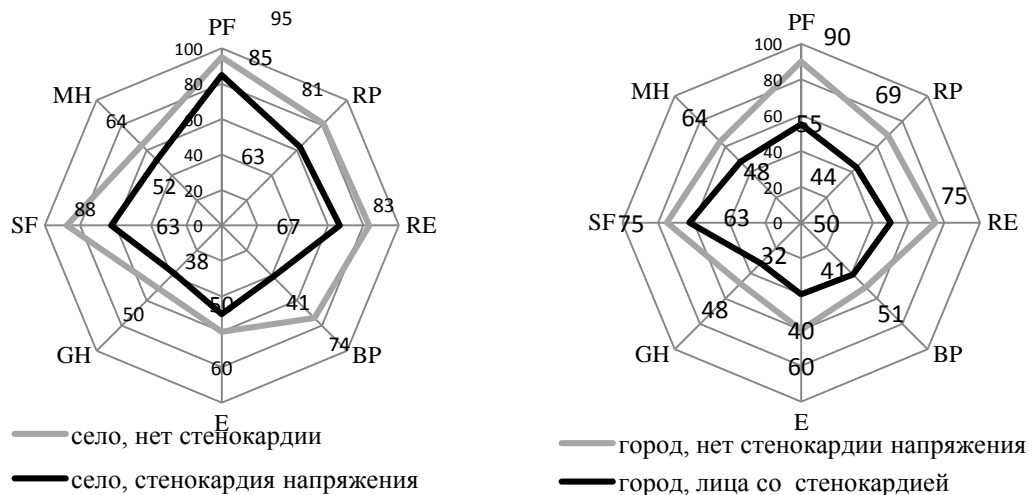 95
PF
100
85
80
81
MH
RP
64
60
63
40
52
20
88
83
SF
63
0
67
RE
38
50
41
50
74
GH
60
BP
E
село, нет стенокардии
село, стенокардия напряжения
90
PF
100
80
69
MH
RP
64
60
55
40
48
44
20
75
SF
75
63
0
50
RE
32
41
48
40
51
GH
60
BP
E
город, нет стенокардии напряжения
город, лица со стенокардией